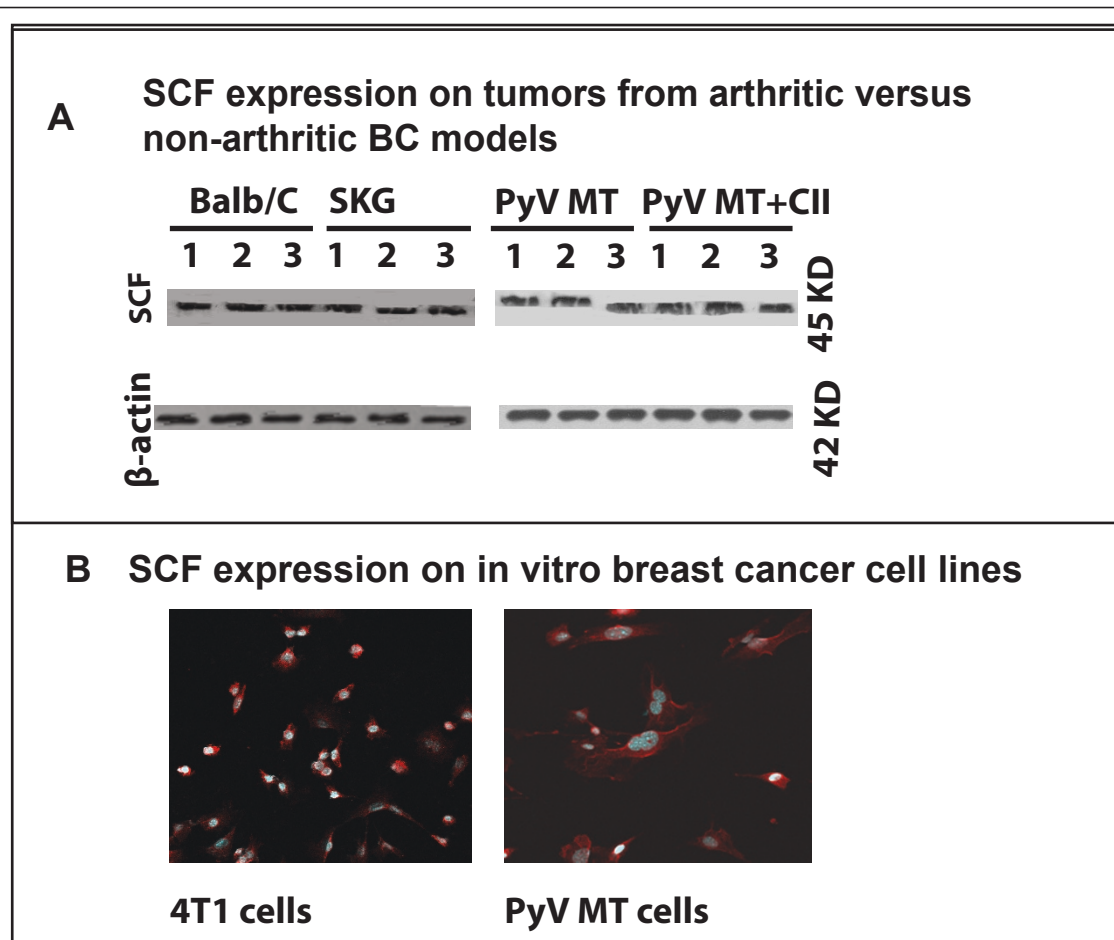 A
SCF expression on tumors from arthritic versus
non-arthritic BC models
Balb/C SKG PyV MT PyV MT+CII
1 2 3 1 2 3 1 2 3 1 2 3
SCF
45 KD
β-actin
42 KD
B SCF expression on in vitro breast cancer cell lines
4T1 cells PyV MT cells